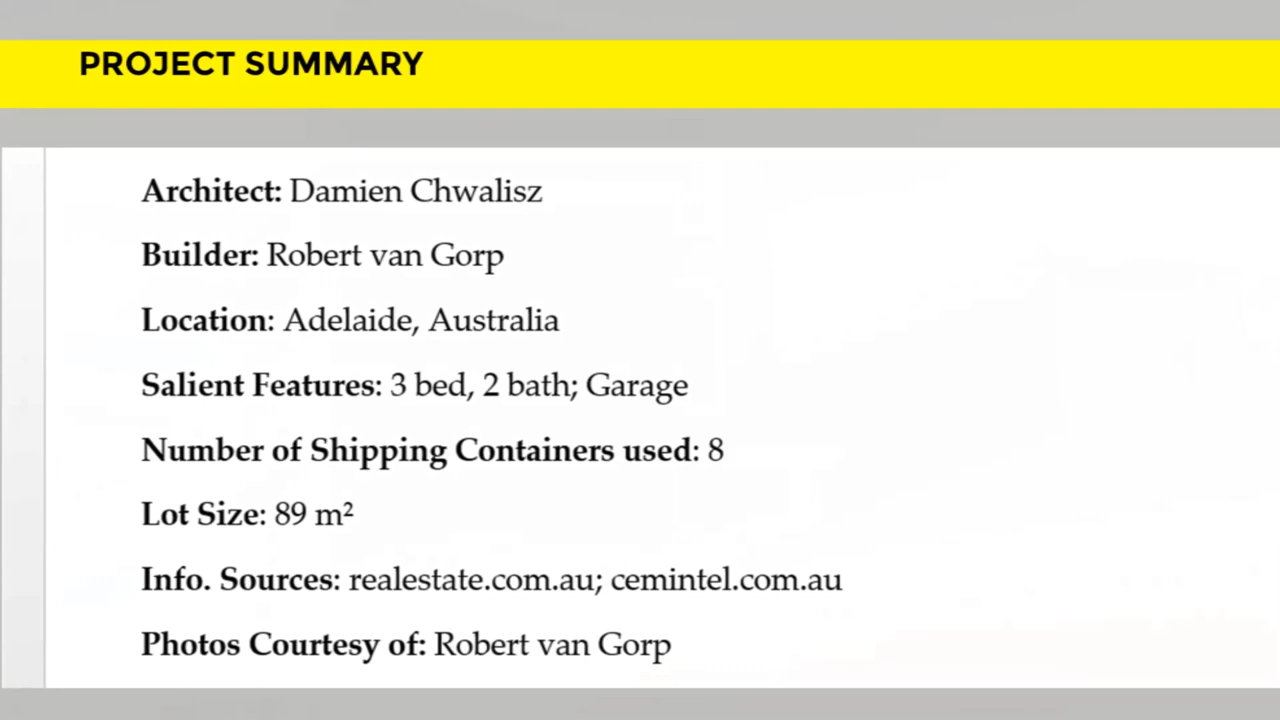 PROJECT SUMMARY
Architect: Damien Chwalisz
Builder: Robert van Gorp
Location: Adelaide, Australia
Salient Features: 3 bed, 2 bath; Garage
Number of Shipping Containers used: 8
Lot Size: 89 m²
Info. Sources: realestate.com.au; cemintel.com.au
Photos Courtesy of: Robert van Gorp